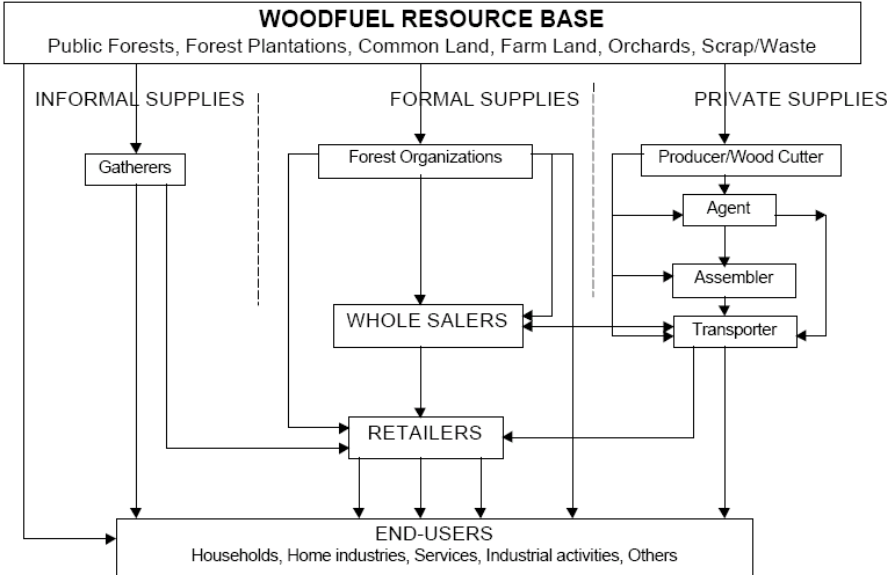 WOODFUEL RESOURCE BASE
Public Forests, Forest Plantations, Common Land, Farm Land, Orchards, Scrap/Waste
INFORMAL SUPPLIES
FORMAL SUPPLIES
PRIVATE SUPPLIES
Gatherers
Forest Organizations
Producer/Wood Cutter
Agent
Assembler
WHOLE SALERS
Transporter
RETAILERS
END-USERS
Households, Home industries, Services, Industrial activities, Others